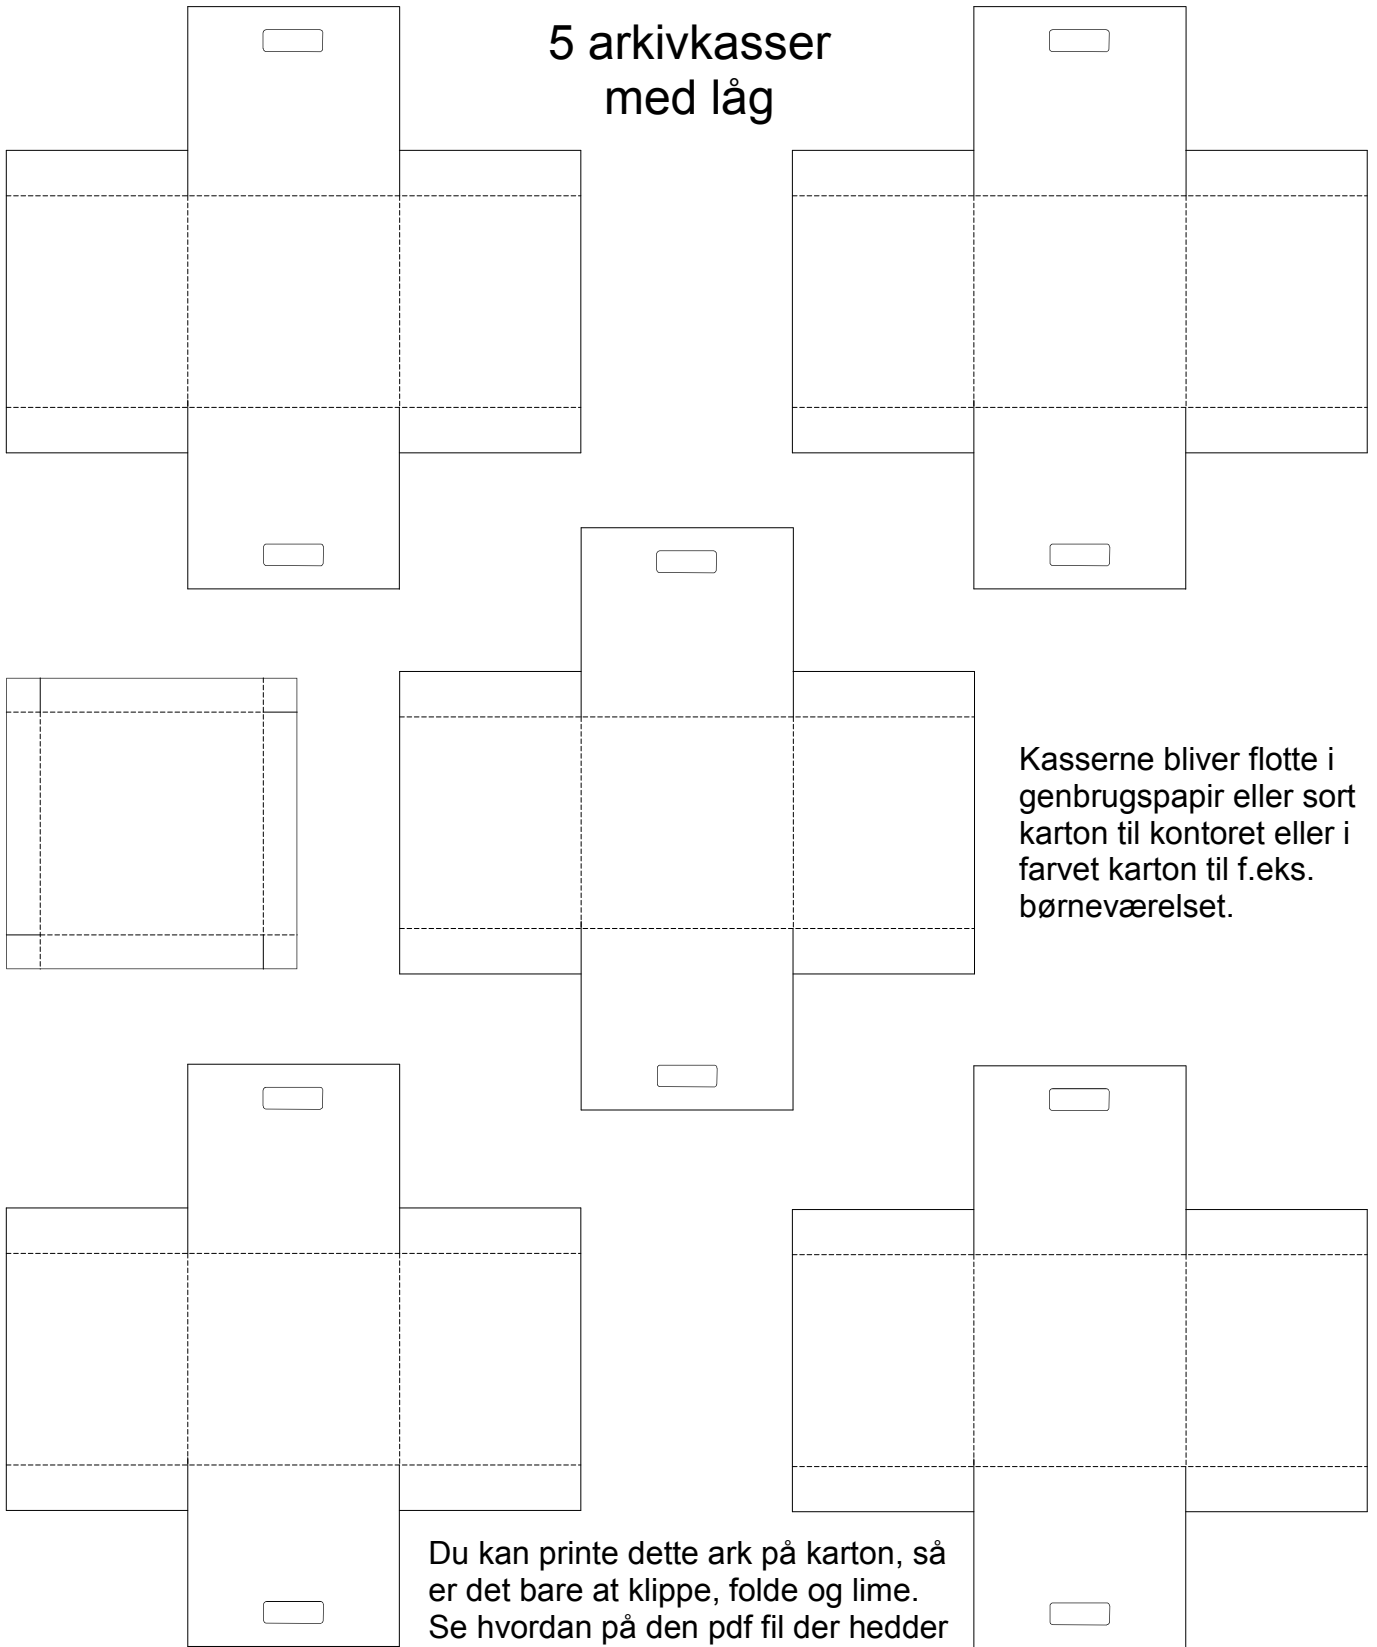 5 arkivkasser
med låg
Kasserne bliver flotte i
genbrugspapir eller sort
karton til kontoret eller i
farvet karton til f.eks.
børneværelset.
Du kan printe dette ark på karton, så
er det bare at klippe, folde og lime.
Se hvordan på den pdf fil der hedder